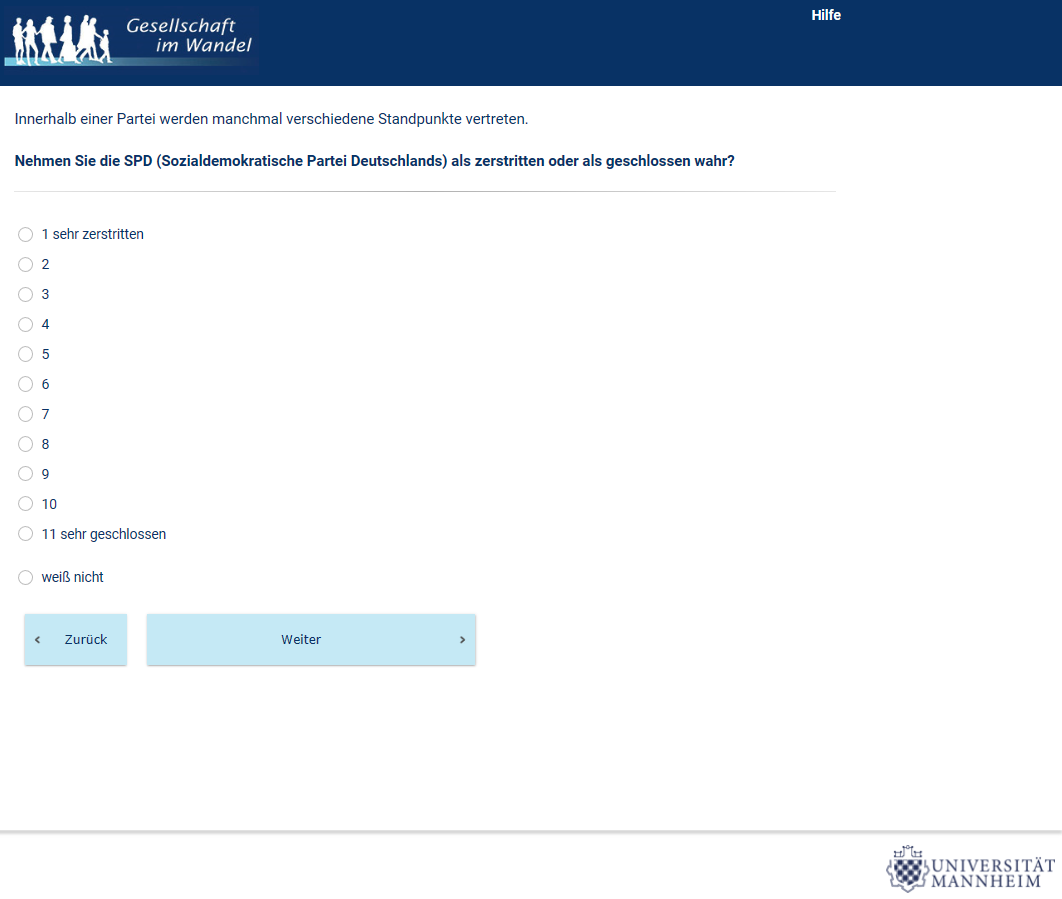 Gesellschaft
im Wandel
Hilfe
Innerhalb einer Partei werden manchmal verschiedene Standpunkte vertreten.
Nehmen Sie die SPD (Sozialdemokratische Partei Deutschlands) als zerstritten oder als geschlossen wahr?
1 sehr zerstritten
2
3
4
5
6
7
8
9
10
11 sehr geschlossen
weiß nicht
‹ Zurück
Weiter ›
UNIVERSITÄT
MANNHEIM